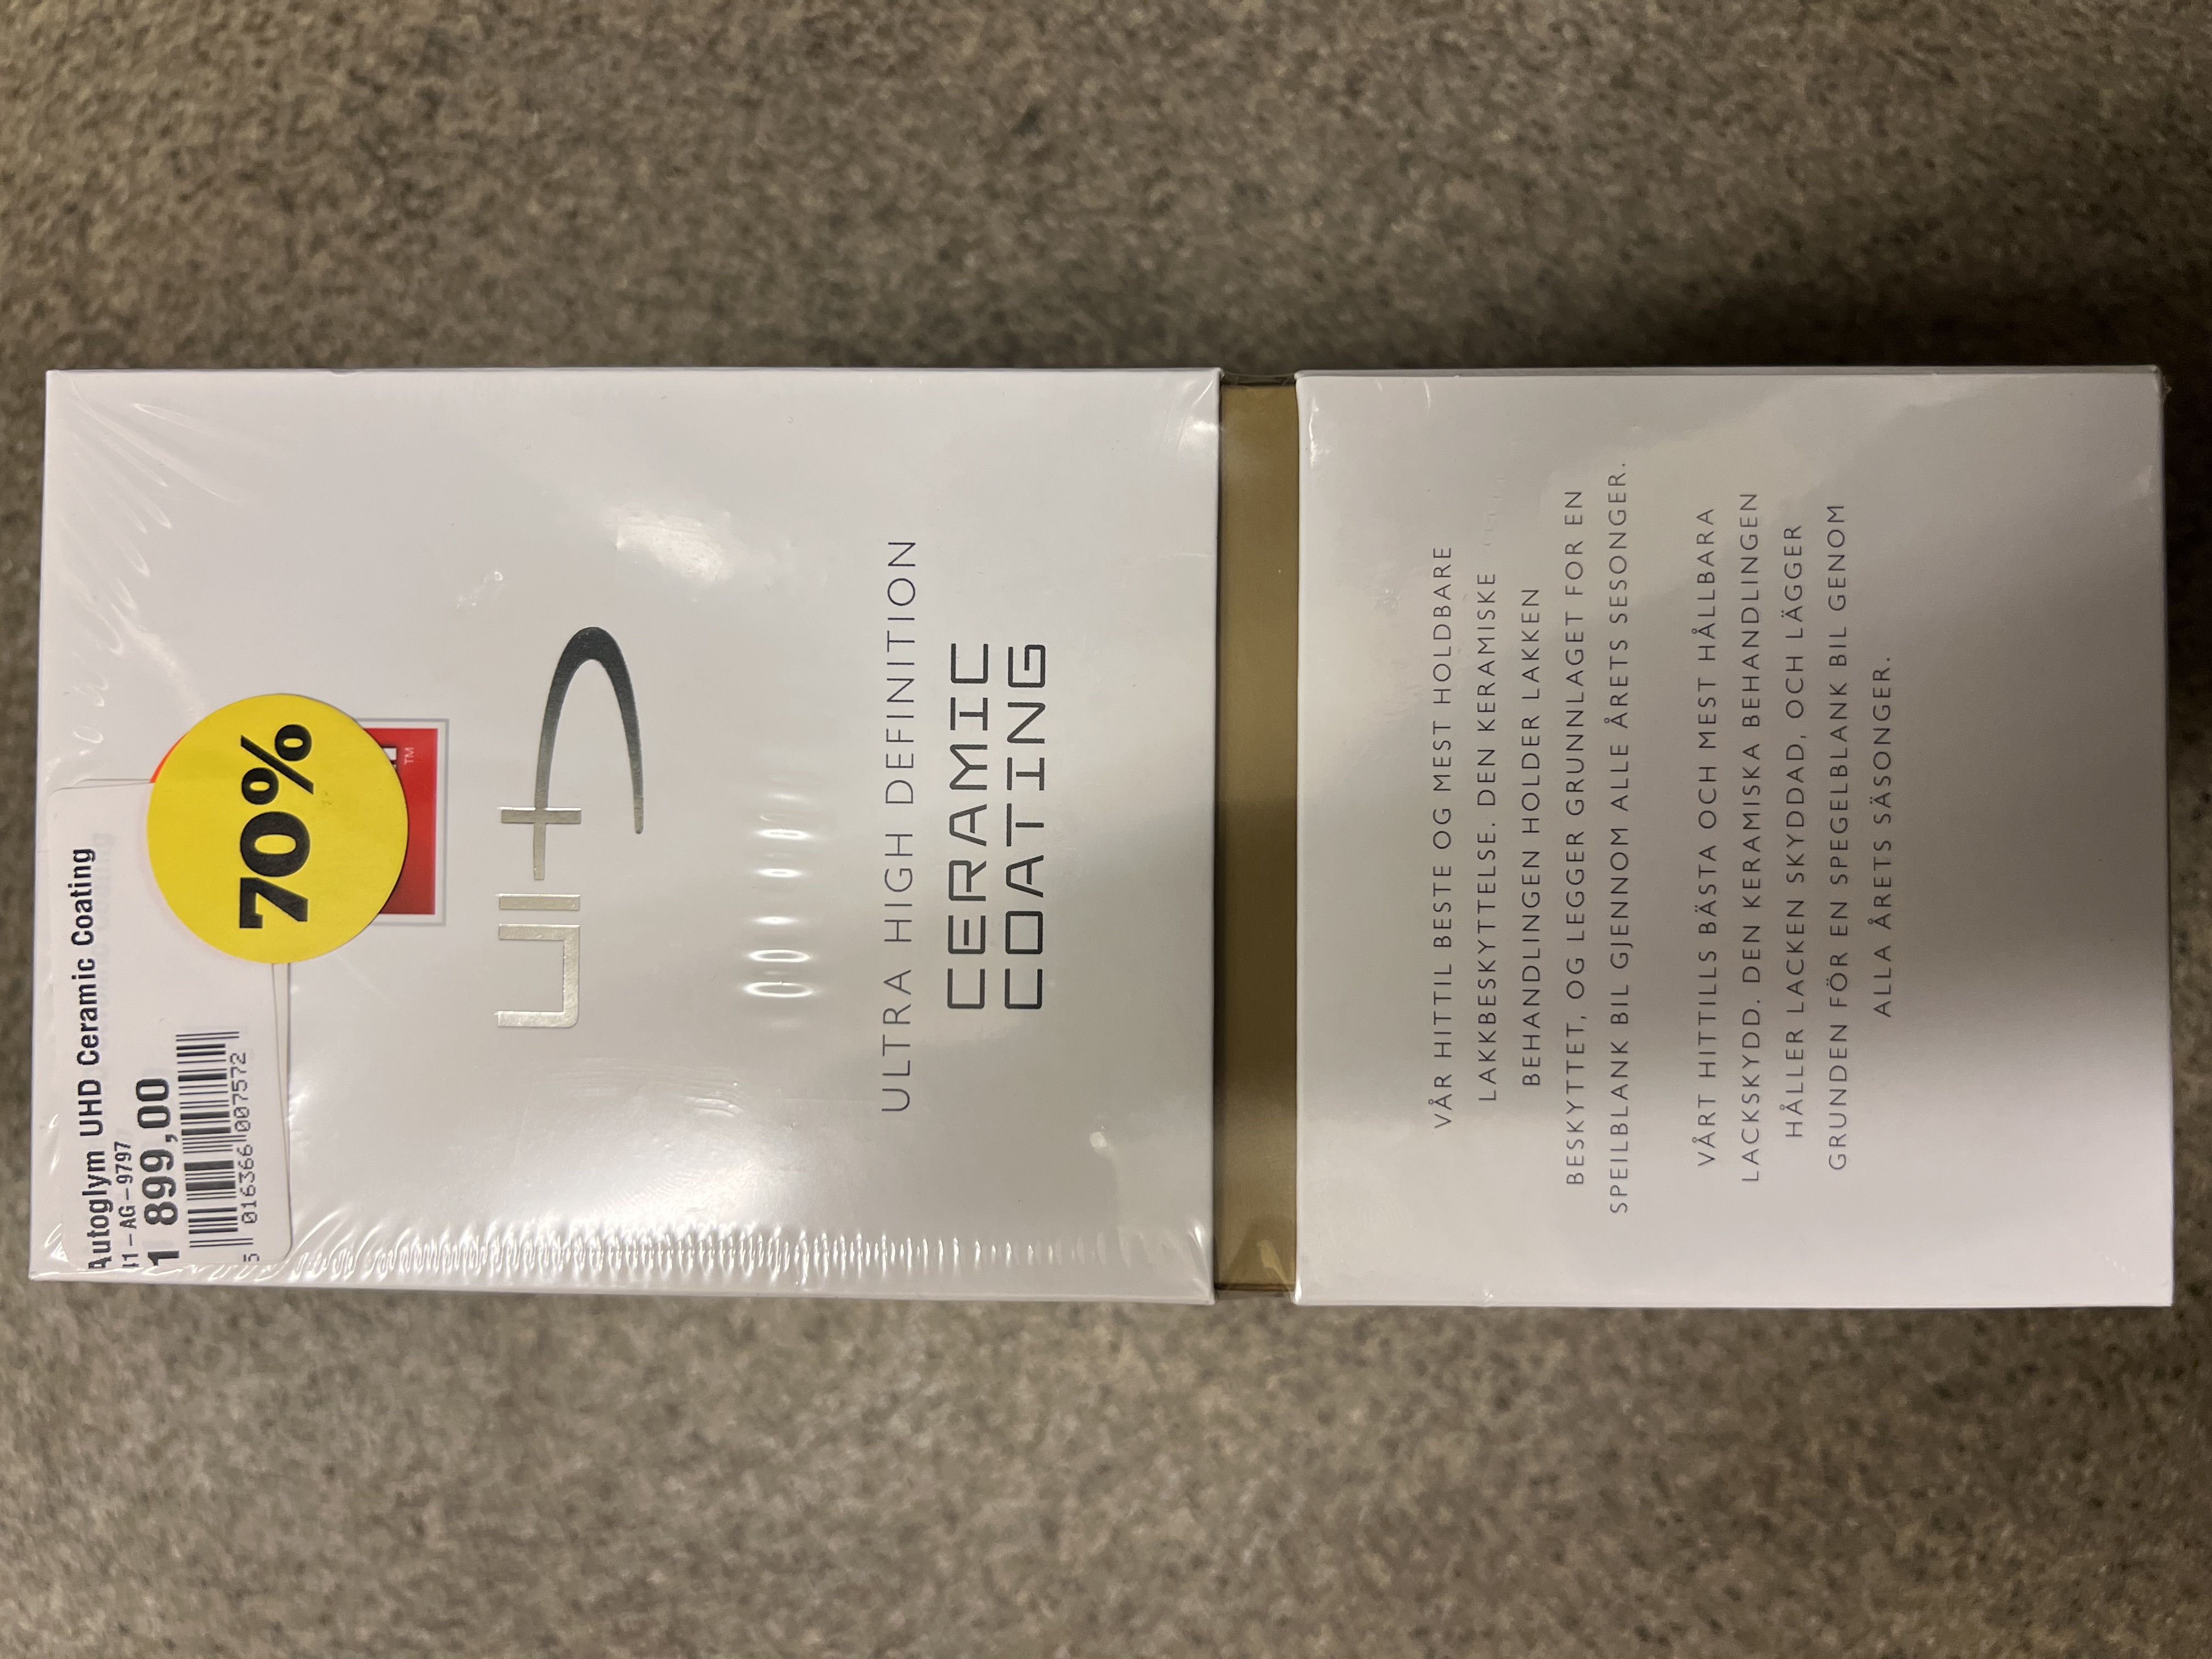 Autoglym UHD Ceramic Coating
11-AG-9797
1 899,00
5 016366 007572
70%
TM
UHD
ULTRA HIGH DEFINITION
CERAMIC
COATING
VÅR HITTIL BESTE OG MEST HOLDBARE
LAKKBESKYTTELSE. DEN KERAMISKE
BEHANDLINGEN HOLDER LAKKEN
BESKYTTET, OG LEGGER GRUNNLAGET FOR EN
SPEILBLANK BIL GJENNOM ALLE ÅRETS SESONGER.
VÅRT HITTILLS BÄSTA OCH MEST HÅLLBARA
LACKSKYDD. DEN KERAMISKA BEHANDLINGEN
HÅLLER LACKEN SKYDDAD, OCH LÄGGER
GRUNDEN FÖR EN SPEGELBLANK BIL GENOM
ALLA ÅRETS SÄSONGER.